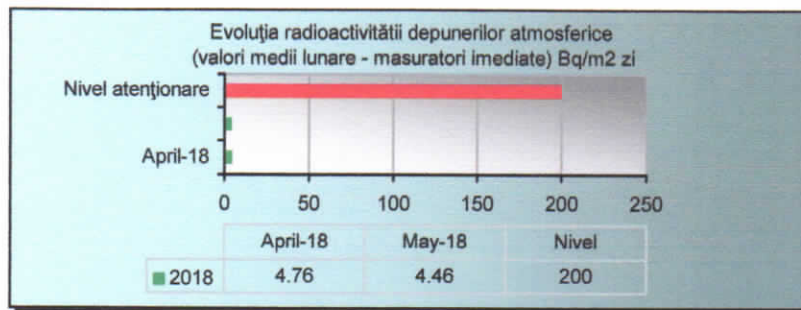 Evoluţia radioactivitătii depunerilor atmosferice
(valori medii lunare - masuratori imediate) Bq/m2 zi
Nivel atenţionare
April-18
0 50 100 150 200 250
April-18 May-18 Nivel
2018 4.76 4.46 200